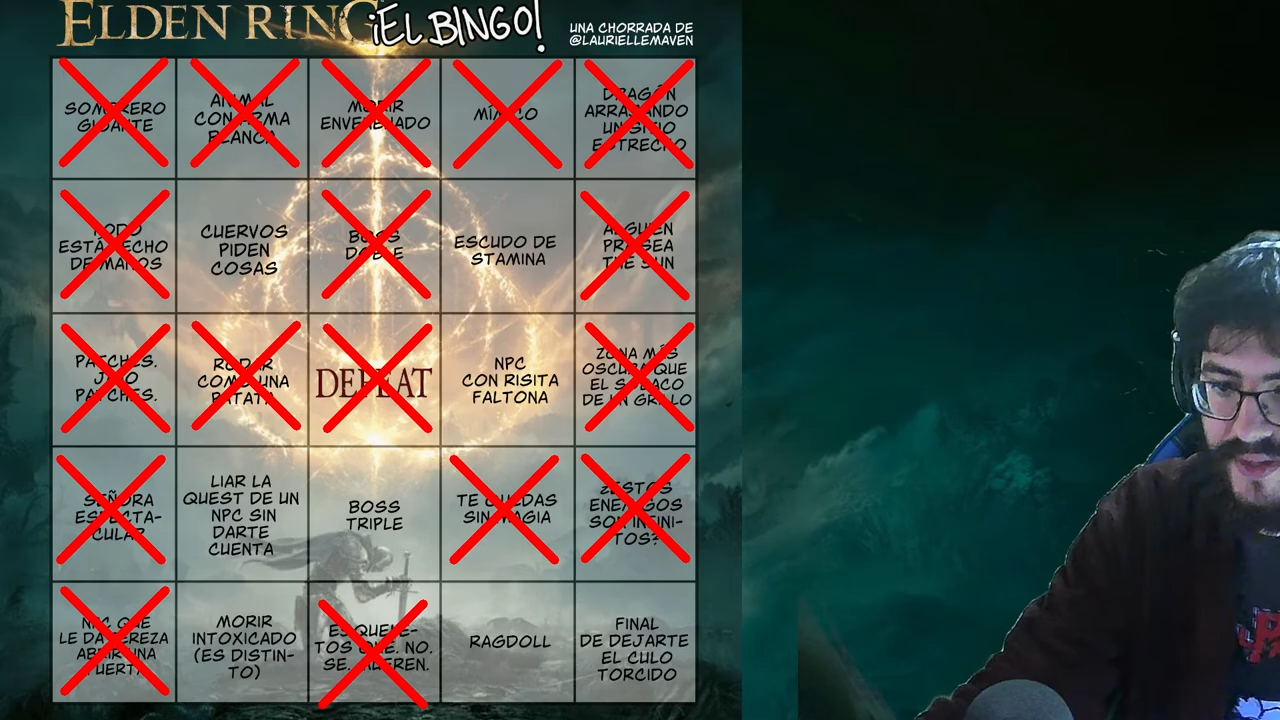 ELDEN RING
¡EL BINGO!
UNA CHORRADA DE
@LAURIELLEMAVEN
SOMBRERO
GIGANTE
ANIMAL
CON ARMA
BLANCA
MORIR
ENVENENADO
MÍMICO
DRAGÓN
ARRASANDO
UN SITIO
ESTRECHO
TODO
ESTÁ HECHO
DE MANOS
CUERVOS
PIDEN
COSAS
BOSS
DOBLE
ESCUDO DE
STAMINA
ALGUIEN
PRAISEA
THE SUN
PATCHES.
JODO
PATCHES.
RODAR
COMO UNA
PATATA
DEFEAT
NPC
CON RISITA
FALTONA
ZONA MÁS
OSCURA QUE
EL SOBACO
DE UN GRILLO
SEÑORA
ESPECTA-
CULAR
LIAR LA
QUEST DE UN
NPC SIN
DARTE
CUENTA
BOSS
TRIPLE
TE QUEDAS
SIN MAGIA
¿ESTOS
ENEMIGOS
SON INFINI-
TOS?
NPC QUE
LE DA PEREZA
ABRIR UNA
PUERTA
MORIR
INTOXICADO
(ES DISTIN-
TO)
ESQUELE-
TOS QUE. NO.
SE. MUEREN.
RAGDOLL
FINAL
DE DEJARTE
EL CULO
TORCIDO